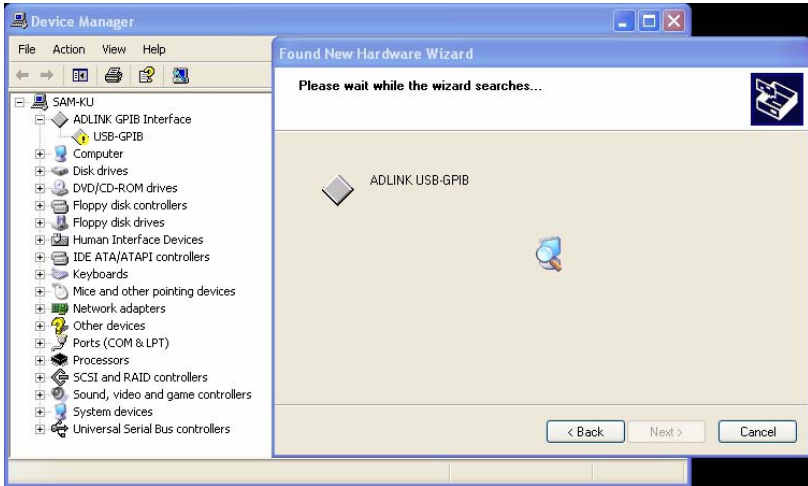 Device Manager
File Action View Help
SAM-KU
ADLINK GPIB Interface
USB-GPIB
Computer
Disk drives
DVD/CD-ROM drives
Floppy disk controllers
Floppy disk drives
Human Interface Devices
IDE ATA/ATAPI controllers
Keyboards
Mice and other pointing devices
Network adapters
Other devices
Ports (COM & LPT)
Processors
SCSI and RAID controllers
Sound, video and game controllers
System devices
Universal Serial Bus controllers
Found New Hardware Wizard
Please wait while the wizard searches...
ADLINK USB-GPIB
< Back Next > Cancel